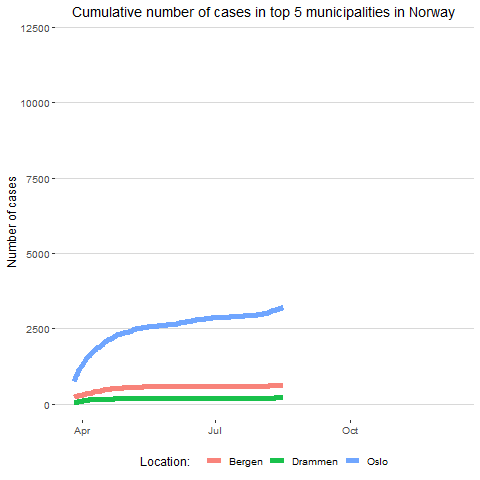 Cumulative number of cases in top 5 municipalities in Norway
Number of cases
12500
10000
7500
5000
2500
0
Apr
Jul
Oct
Location:
Bergen
Drammen
Oslo